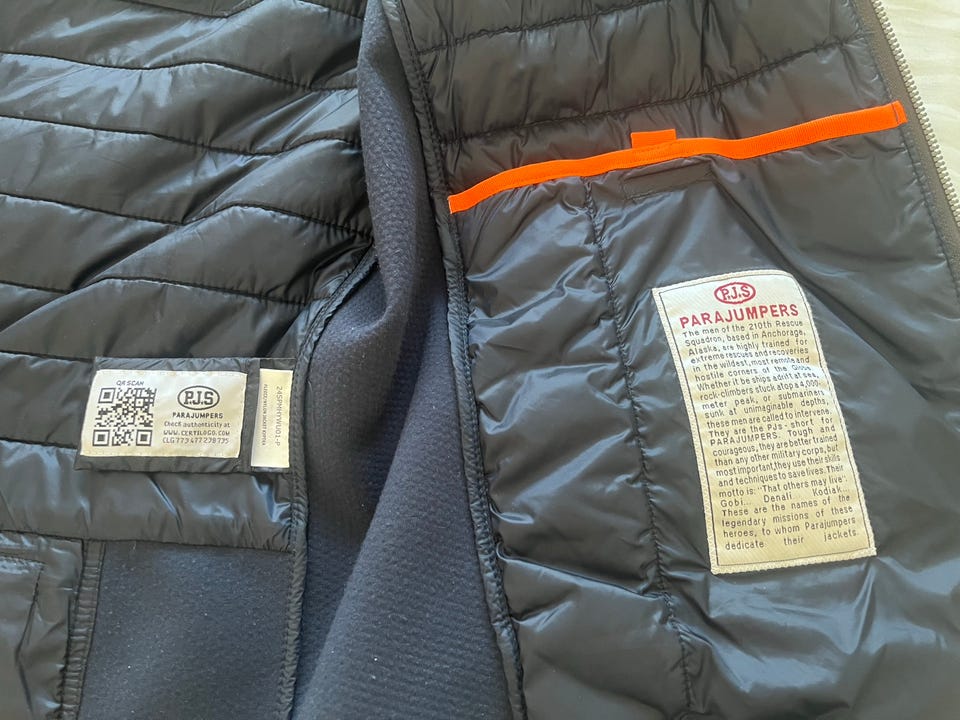 QR SCAN
P.J.S
PARAJUMPERS
Check authenticity at
WWW.CERTILOGO.COM
CLG 773 477 278 735
P.J.S
PARAJUMPERS
The men of the 210th Rescue
Squadron, based in Anchorage,
Alaska, are highly trained for
extreme rescues and recoveries
in the wildest, most remote and
hostile corners of the Globe.
Whether it be ships adrift at sea,
rock-climbers stuck atop a 4,000-
meter peak, or submariners
sunk at unimaginable depths,
these men are called to intervene.
They are the PJs - short for
PARAJUMPERS. Tough and
courageous, they are better trained
than any other military corps, but
most important, they use their skills
and techniques to save lives. Their
motto is: "That others may live".
Gobi... Denali... Kodiak...
These are the names of the
legendary missions of these
heroes, to whom Parajumpers
dedicate their jackets.